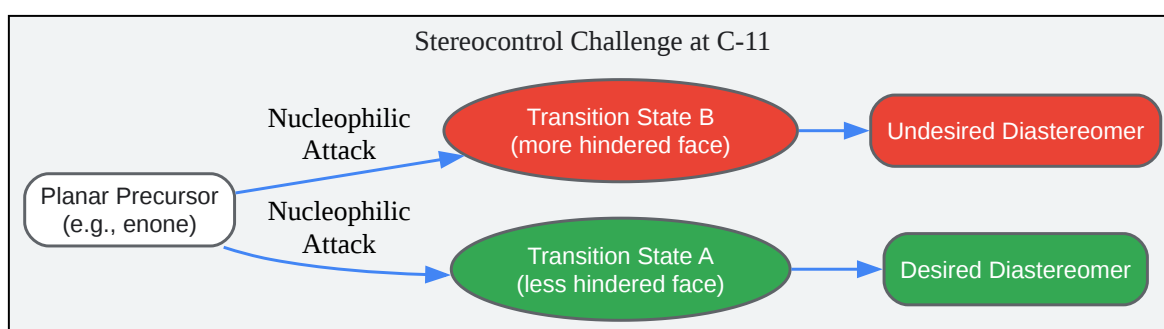 Stereocontrol Challenge at C-11
Nucleophilic
Attack
Transition State B
(more hindered face)
Undesired Diastereomer
Planar Precursor
(e.g., enone)
Nucleophilic
Attack
Transition State A
(less hindered face)
Desired Diastereomer